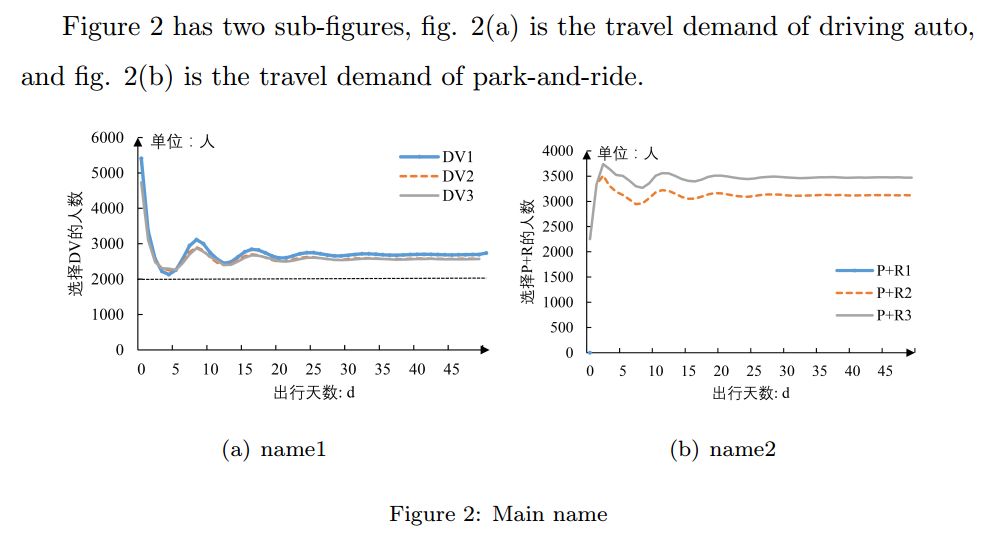 Figure 2 has two sub-figures, fig. 2(a) is the travel demand of driving auto,
and fig. 2(b) is the travel demand of park-and-ride.
单位：人
选择DV的人数
6000
5000
4000
3000
2000
1000
0
DV1
DV2
DV3
0 5 10 15 20 25 30 35 40 45
出行天数: d
(a) name1
单位：人
选择P+R的人数
4000
3500
3000
2500
2000
1500
1000
500
0
P+R1
P+R2
P+R3
0 5 10 15 20 25 30 35 40 45
出行天数: d
(b) name2
Figure 2: Main name